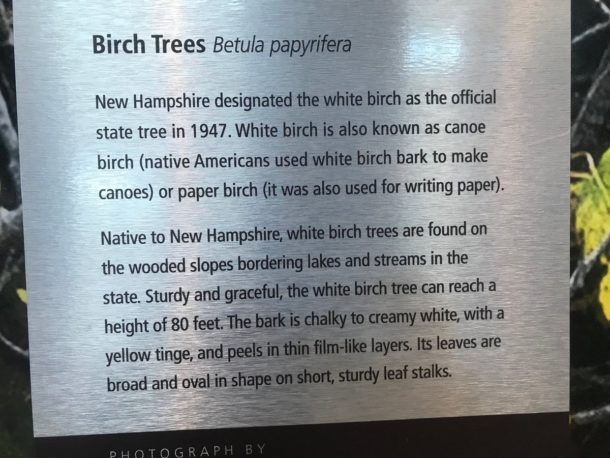 Birch Trees Betula papyrifera
New Hampshire designated the white birch as the official
state tree in 1947. White birch is also known as canoe
birch (native Americans used white birch bark to make
canoes) or paper birch (it was also used for writing paper).
Native to New Hampshire, white birch trees are found on
the wooded slopes bordering lakes and streams in the
state. Sturdy and graceful, the white birch tree can reach a
height of 80 feet. The bark is chalky to creamy white, with a
yellow tinge, and peels in thin film-like layers. Its leaves are
broad and oval in shape on short, sturdy leaf stalks.
PHOTOGRAPH BY